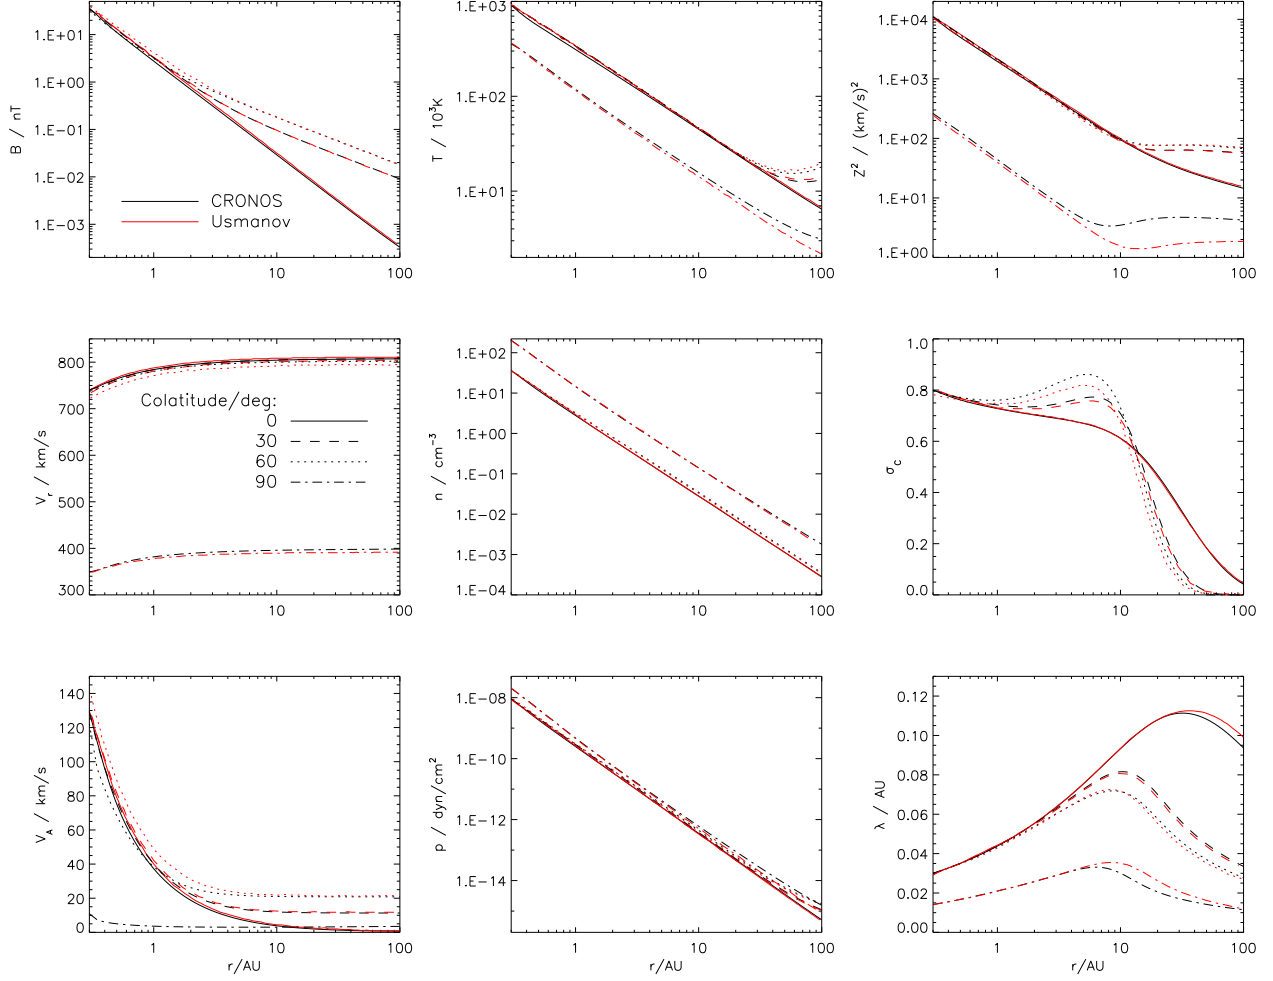 1.E+01
1.E+00
1.E-01
1.E-02
1.E-03
B / nT
CRONOS
Usmanov
1 10 100
1.E+03
1.E+02
1.E+01
T / 10³K
1 10 100
1.E+04
1.E+03
1.E+02
1.E+01
1.E+00
Z² / (km/s)²
1 10 100
800
700
600
500
400
300
V_r / km/s
Colatitude/deg:
0
30
60
90
1 10 100
1.E+02
1.E+01
1.E+00
1.E-01
1.E-02
1.E-03
1.E-04
n / cm⁻³
1 10 100
1.0
0.8
0.6
0.4
0.2
0.0
σ_c
1 10 100
140
120
100
80
60
40
20
0
V_A / km/s
1 10 100
r/AU
1.E-08
1.E-10
1.E-12
1.E-14
p / dyn/cm²
1 10 100
r/AU
0.12
0.10
0.08
0.06
0.04
0.02
0.00
λ / AU
1 10 100
r/AU